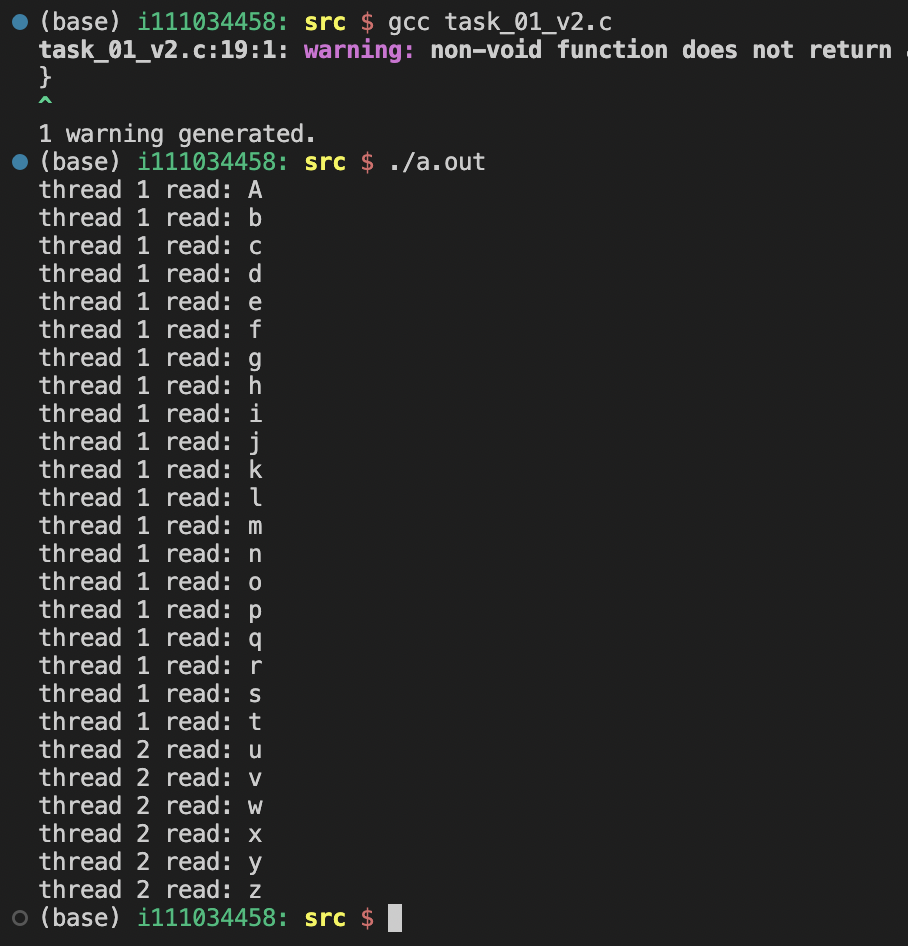 (base) i111034458: src $ gcc task_01_v2.c
task_01_v2.c:19:1: warning: non-void function does not return
}
^
1 warning generated.
(base) i111034458: src $ ./a.out
thread 1 read: A
thread 1 read: b
thread 1 read: c
thread 1 read: d
thread 1 read: e
thread 1 read: f
thread 1 read: g
thread 1 read: h
thread 1 read: i
thread 1 read: j
thread 1 read: k
thread 1 read: l
thread 1 read: m
thread 1 read: n
thread 1 read: o
thread 1 read: p
thread 1 read: q
thread 1 read: r
thread 1 read: s
thread 1 read: t
thread 2 read: u
thread 2 read: v
thread 2 read: w
thread 2 read: x
thread 2 read: y
thread 2 read: z
(base) i111034458: src $